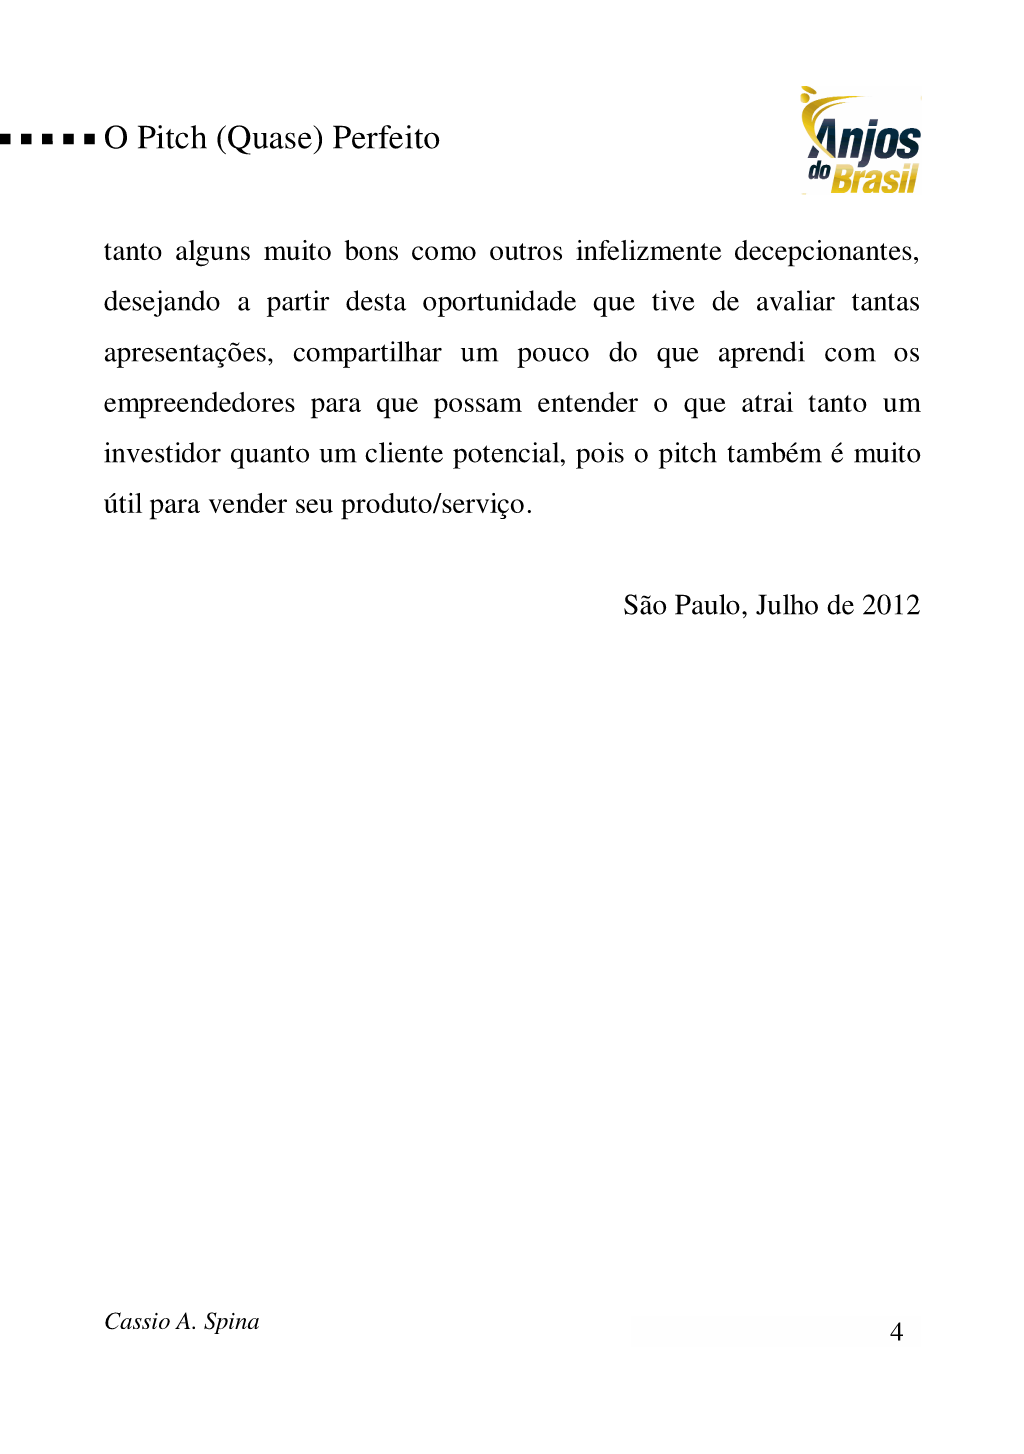 O Pitch (Quase) Perfeito
Anjos
do Brasil
tanto alguns muito bons como outros infelizmente decepcionantes,
desejando a partir desta oportunidade que tive de avaliar tantas
apresentações, compartilhar um pouco do que aprendi com os
empreendedores para que possam entender o que atrai tanto um
investidor quanto um cliente potencial, pois o pitch também é muito
útil para vender seu produto/serviço.
São Paulo, Julho de 2012
Cassio A. Spina
4